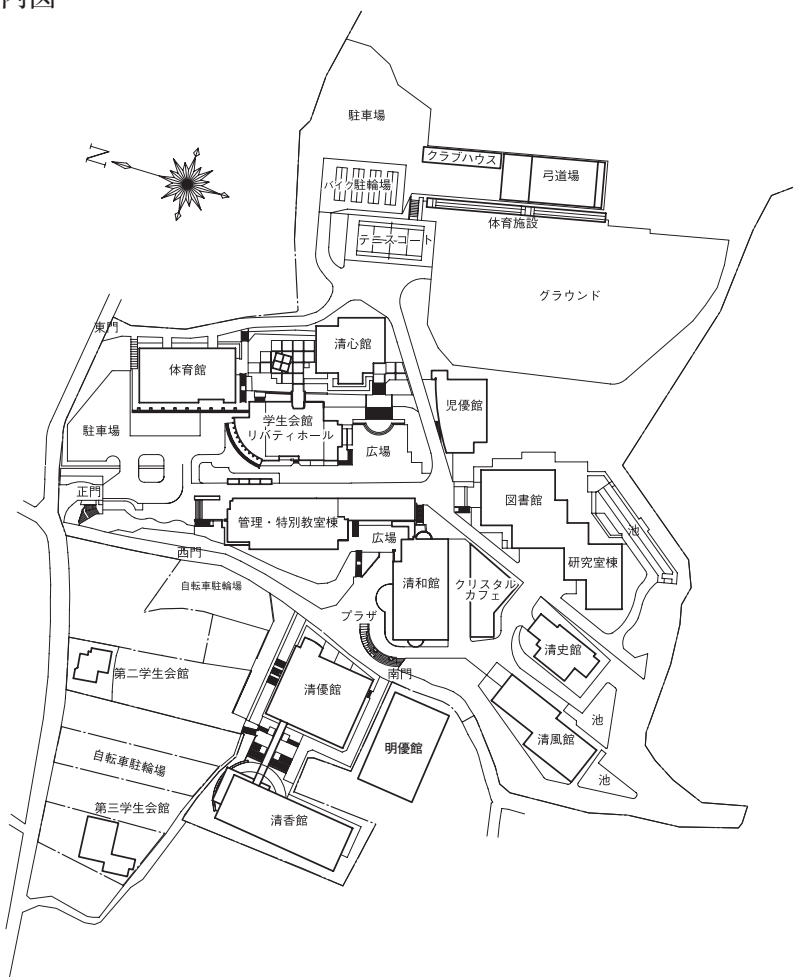 内図
駐車場
クラブハウス
弓道場
バイク駐輪場
体育施設
テニスコート
グラウンド
N
東門
清心館
体育館
児優館
学生会館
リバティホール
駐車場
広場
正門
図書館
管理・特別教室棟
池
広場
西門
研究室棟
自転車駐輪場
清和館
クリスタル
カフェ
プラザ
清史館
第二学生会館
南門
清優館
池
清風館
明優館
自転車駐輪場
池
第三学生会館
清香館